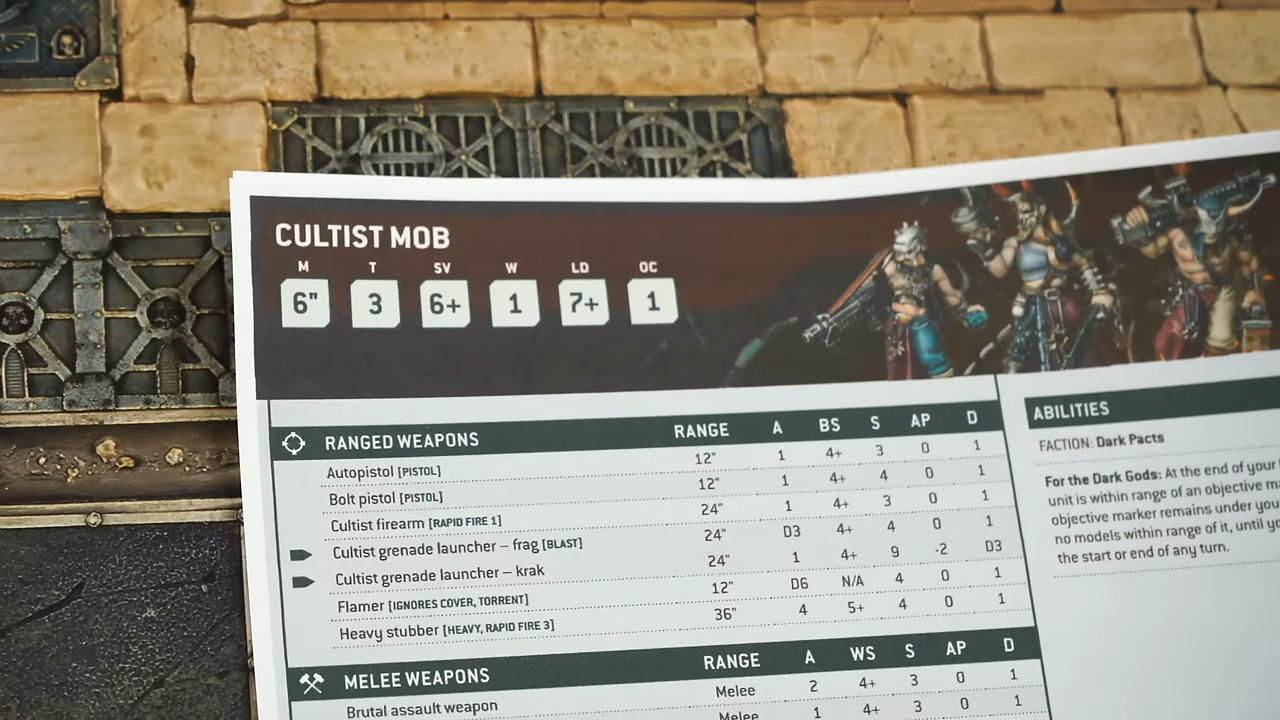 CULTIST MOB
M T SV W LD OC
6" 3 6+ 1 7+ 1
RANGED WEAPONS RANGE A BS S AP D
Autopistol [PISTOL] 12" 1 4+ 3 0 1
Bolt pistol [PISTOL] 12" 1 4+ 4 0 1
Cultist firearm [RAPID FIRE 1] 24" 1 4+ 3 0 1
Cultist grenade launcher – frag [BLAST] 24" D3 4+ 4 0 1
Cultist grenade launcher – krak 24" 1 4+ 9 -2 D3
Flamer [IGNORES COVER, TORRENT] 12" D6 N/A 4 0 1
Heavy stubber [HEAVY, RAPID FIRE 3] 36" 4 5+ 4 0 1
MELEE WEAPONS RANGE A WS S AP D
Brutal assault weapon Melee 2 4+ 3 0 1
Melee 1 4+ 3 0 1
ABILITIES
FACTION: Dark Pacts
For the Dark Gods: At the end of your
unit is within range of an objective
objective marker remains under
no models within range of it, until
the start or end of any turn.